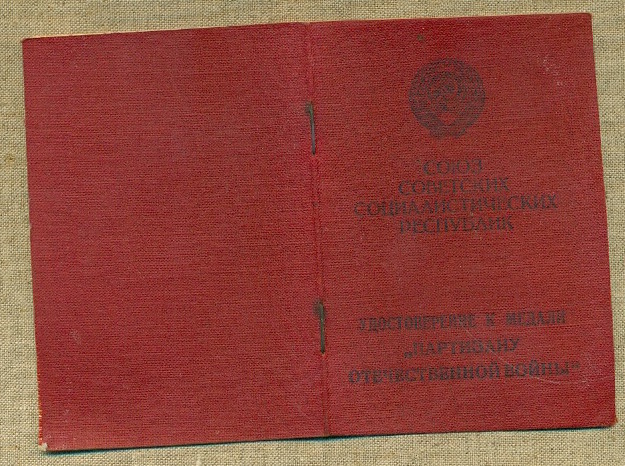 СОЮЗ
СОВЕТСКИХ
СОЦИАЛИСТИЧЕСКИХ
РЕСПУБЛИК
УДОСТОВЕРЕНИЕ К МЕДАЛИ
„ПАРТИЗАНУ
ОТЕЧЕСТВЕННОЙ ВОЙНЫ"